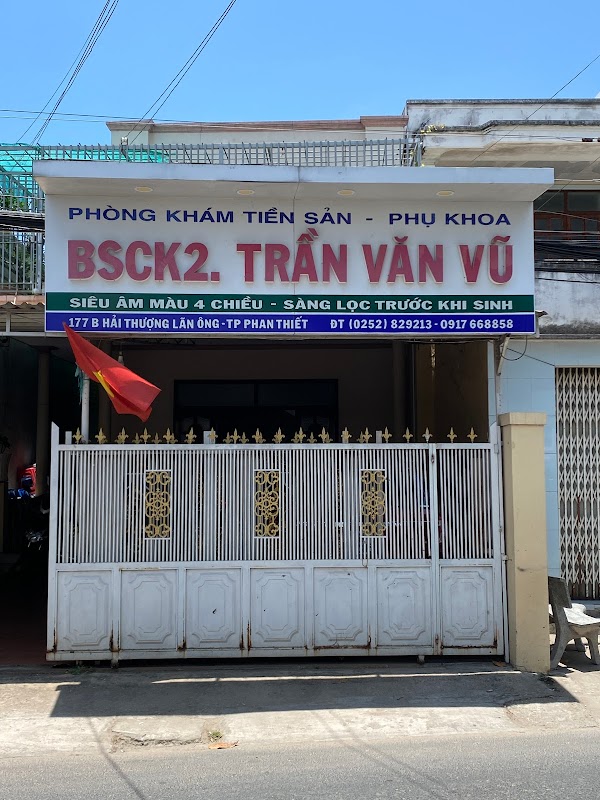 PHÒNG KHÁM TIỀN SẢN - PHỤ KHOA
BSCK2. TRẦN VĂN VŨ
SIÊU ÂM MÀU 4 CHIỀU - SÀNG LỌC TRƯỚC KHI SINH
177 B HẢI THƯỢNG LÃN ÔNG - TP PHAN THIẾT ĐT (0252) 829213 - 0917 668858